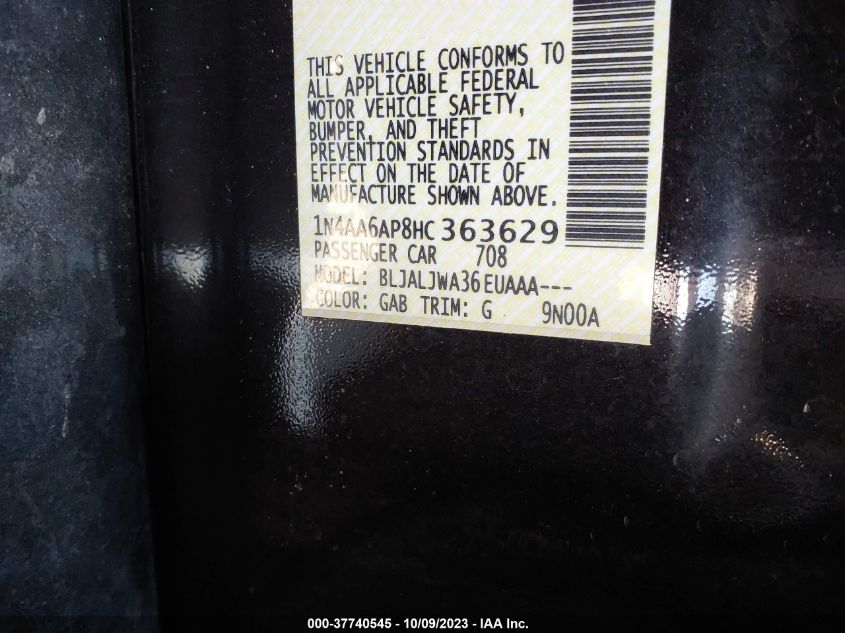 THIS VEHICLE CONFORMS TO
ALL APPLICABLE FEDERAL
MOTOR VEHICLE SAFETY,
BUMPER, AND THEFT
PREVENTION STANDARDS IN
EFFECT ON THE DATE OF
MANUFACTURE SHOWN ABOVE.
1N4AA6AP8HC363629
PASSENGER CAR 708
MODEL: BLJALJWA36EUAAA---
COLOR: GAB TRIM: G 9N00A
000-37740545 - 10/09/2023 - IAA Inc.